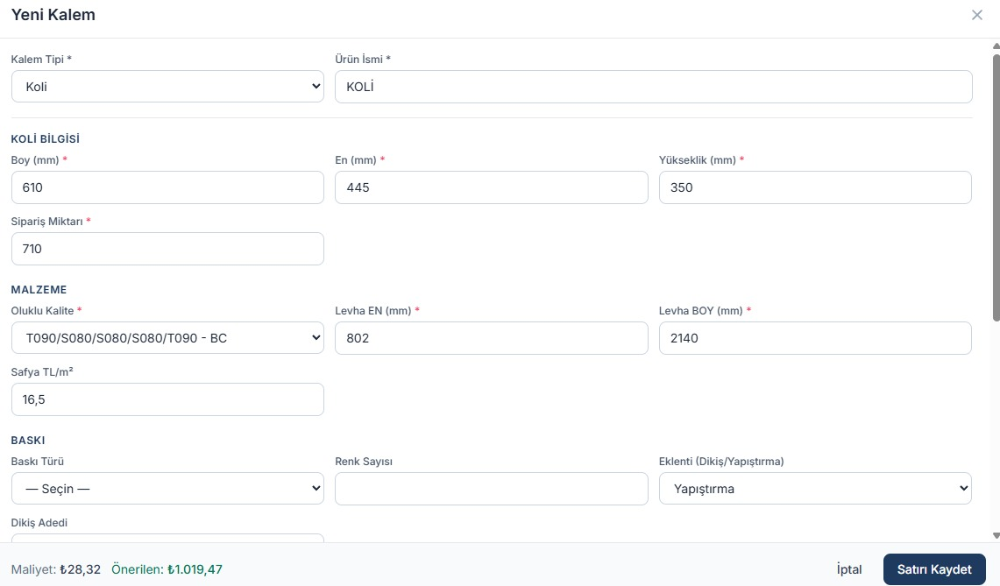 Yeni Kalem
Kalem Tipi *
Ürün İsmi *
Koli
KOLİ
KOLİ BİLGİSİ
Boy (mm) *
En (mm) *
Yükseklik (mm) *
610
445
350
Sipariş Miktarı *
710
MALZEME
Oluklu Kalite *
Levha EN (mm) *
Levha BOY (mm) *
T090/S080/S080/S080/T090 - BC
802
2140
Safya TL/m²
16,5
BASKI
Baskı Türü
Renk Sayısı
Eklenti (Dikiş/Yapıştırma)
— Seçin —
Yapıştırma
Dikiş Adedi
Maliyet: ₺28,32 Önerilen: ₺1.019,47
İptal
Satırı Kaydet